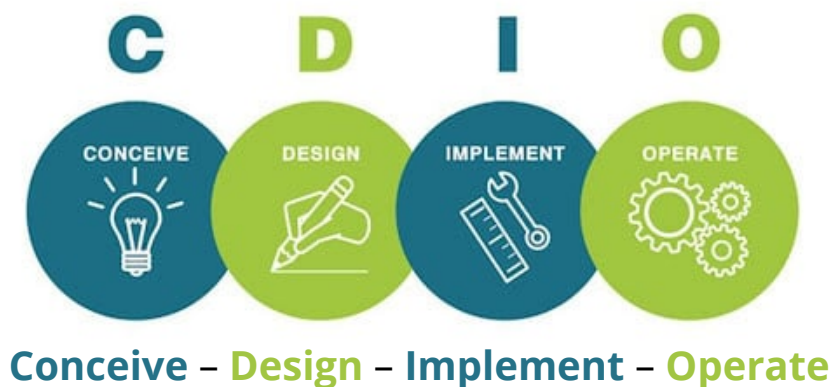 C D I O
CONCEIVE DESIGN IMPLEMENT OPERATE
Conceive – Design – Implement – Operate